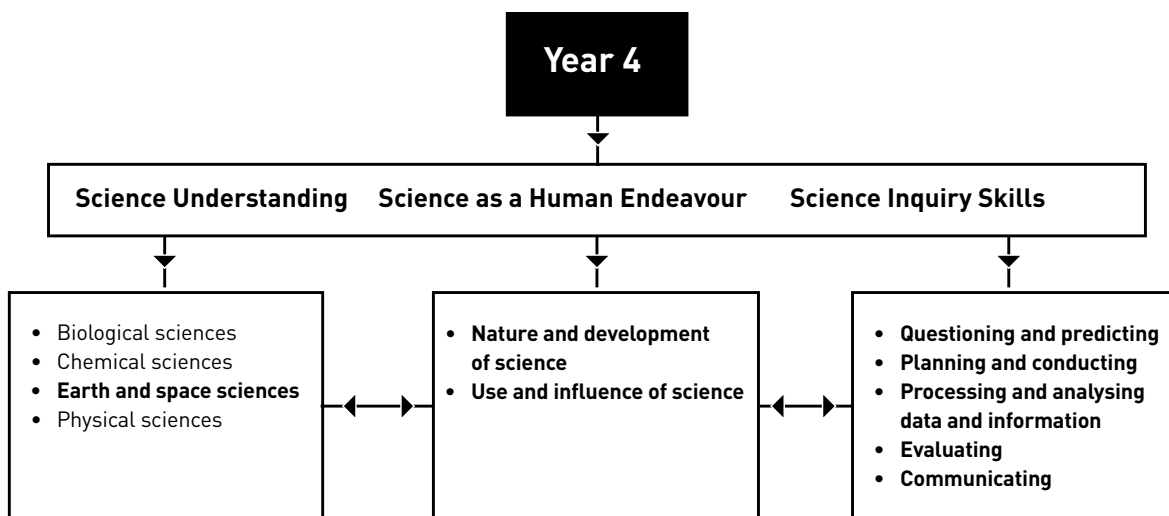 Year 4
Science Understanding Science as a Human Endeavour Science Inquiry Skills
• Biological sciences
• Chemical sciences
• Earth and space sciences
• Physical sciences
• Nature and development
of science
• Use and influence of science
• Questioning and predicting
• Planning and conducting
• Processing and analysing
data and information
• Evaluating
• Communicating